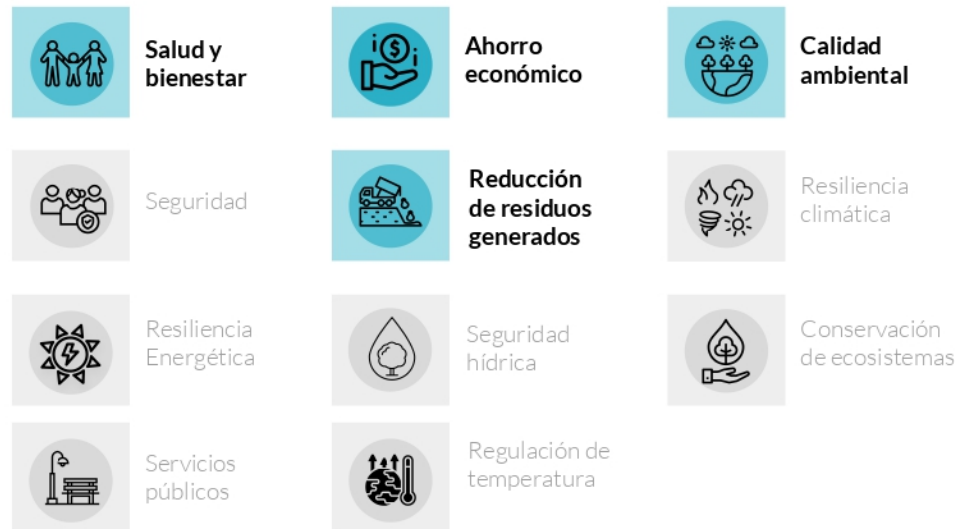 Salud y
bienestar
Ahorro
económico
Calidad
ambiental
Seguridad
Reducción
de residuos
generados
Resiliencia
climática
Resiliencia
Energética
Seguridad
hídrica
Conservación
de ecosistemas
Servicios
públicos
Regulación de
temperatura